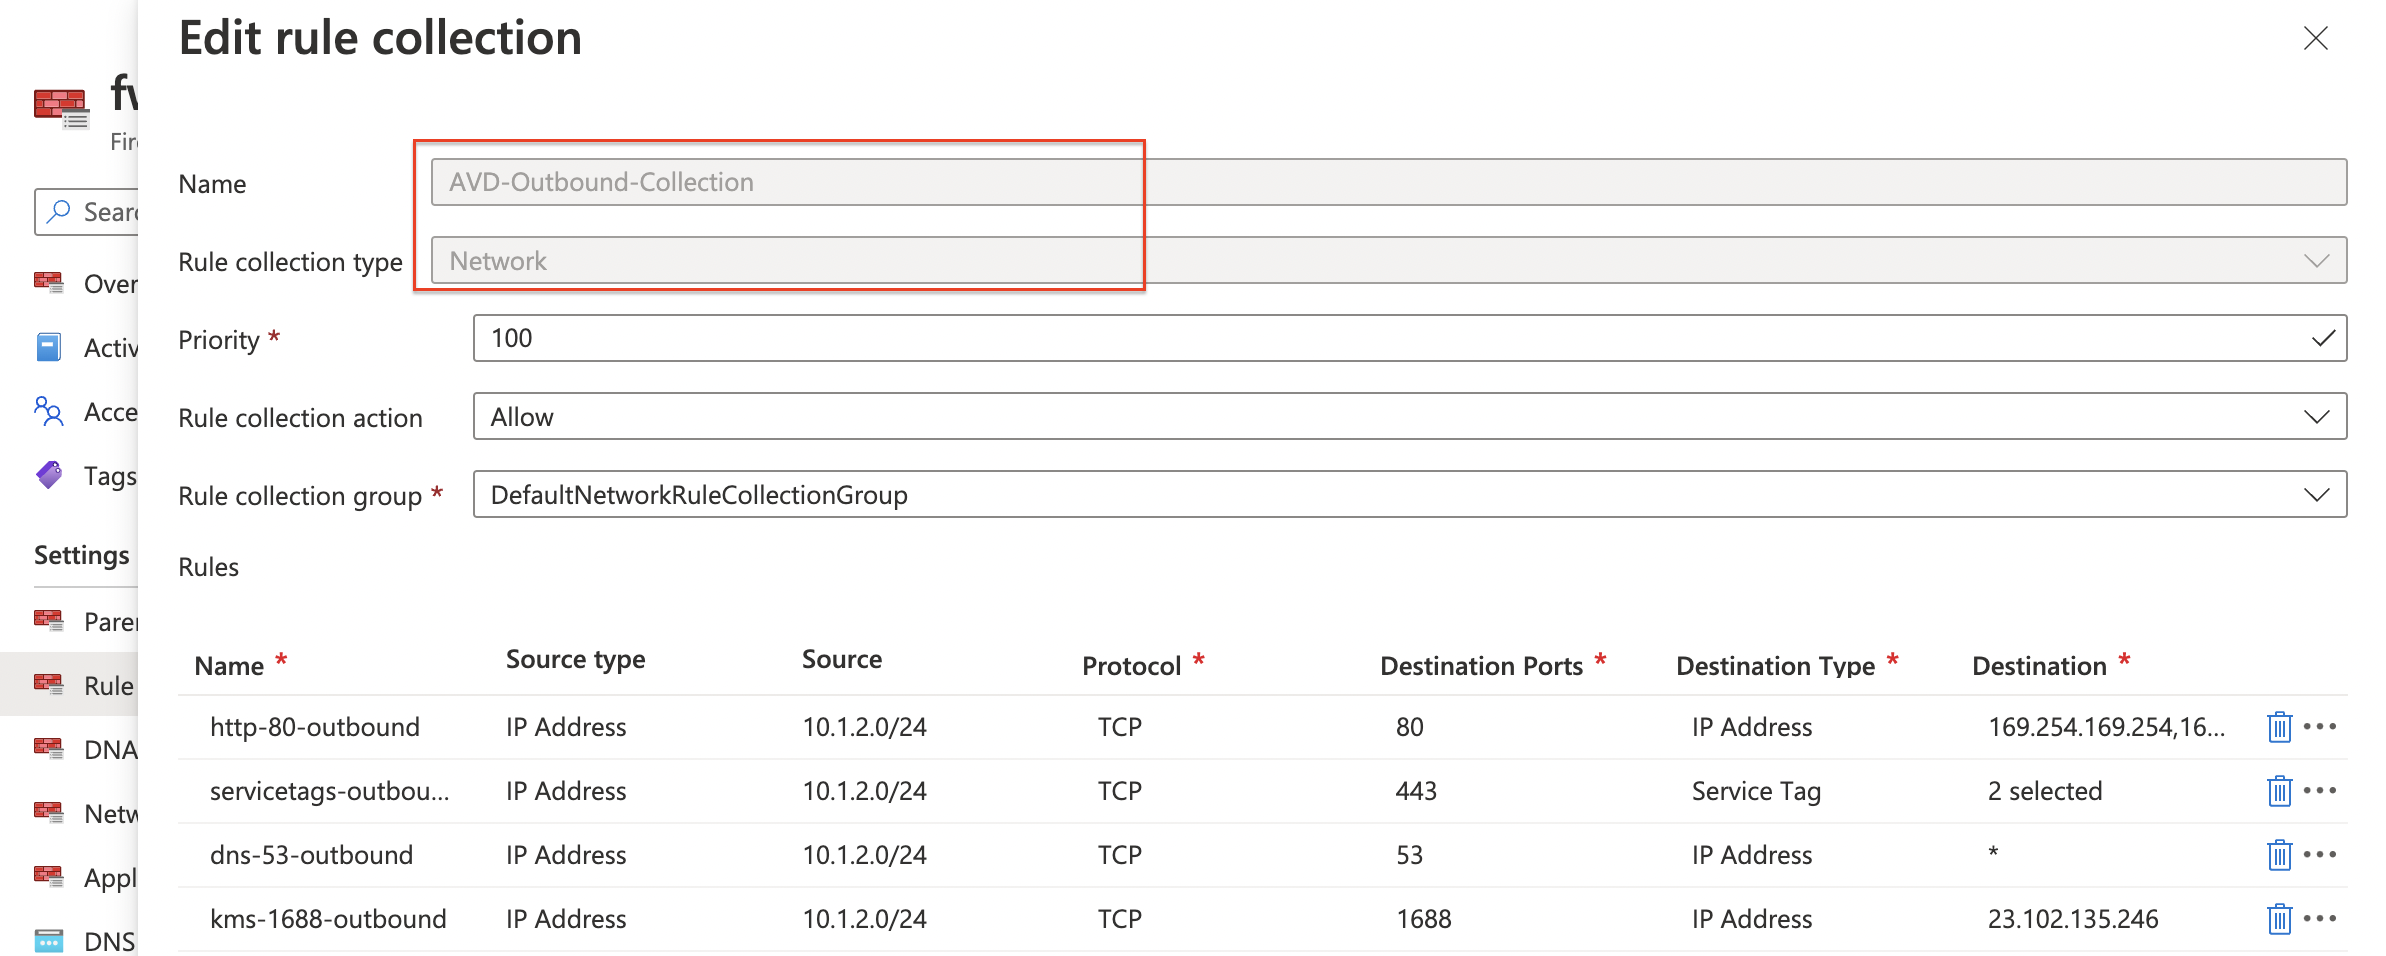 Edit rule collection
fw
Fire
Search
Over
Activ
Acce
Tags
Settings
Paren
Rule
DNA
Netw
Appl
DNS
Name AVD-Outbound-Collection
Rule collection type Network
Priority * 100
Rule collection action Allow
Rule collection group * DefaultNetworkRuleCollectionGroup
Rules
Name * Source type Source Protocol * Destination Ports * Destination Type * Destination *
http-80-outbound IP Address 10.1.2.0/24 TCP 80 IP Address 169.254.169.254,16...
servicetags-outbou... IP Address 10.1.2.0/24 TCP 443 Service Tag 2 selected
dns-53-outbound IP Address 10.1.2.0/24 TCP 53 IP Address *
kms-1688-outbound IP Address 10.1.2.0/24 TCP 1688 IP Address 23.102.135.246